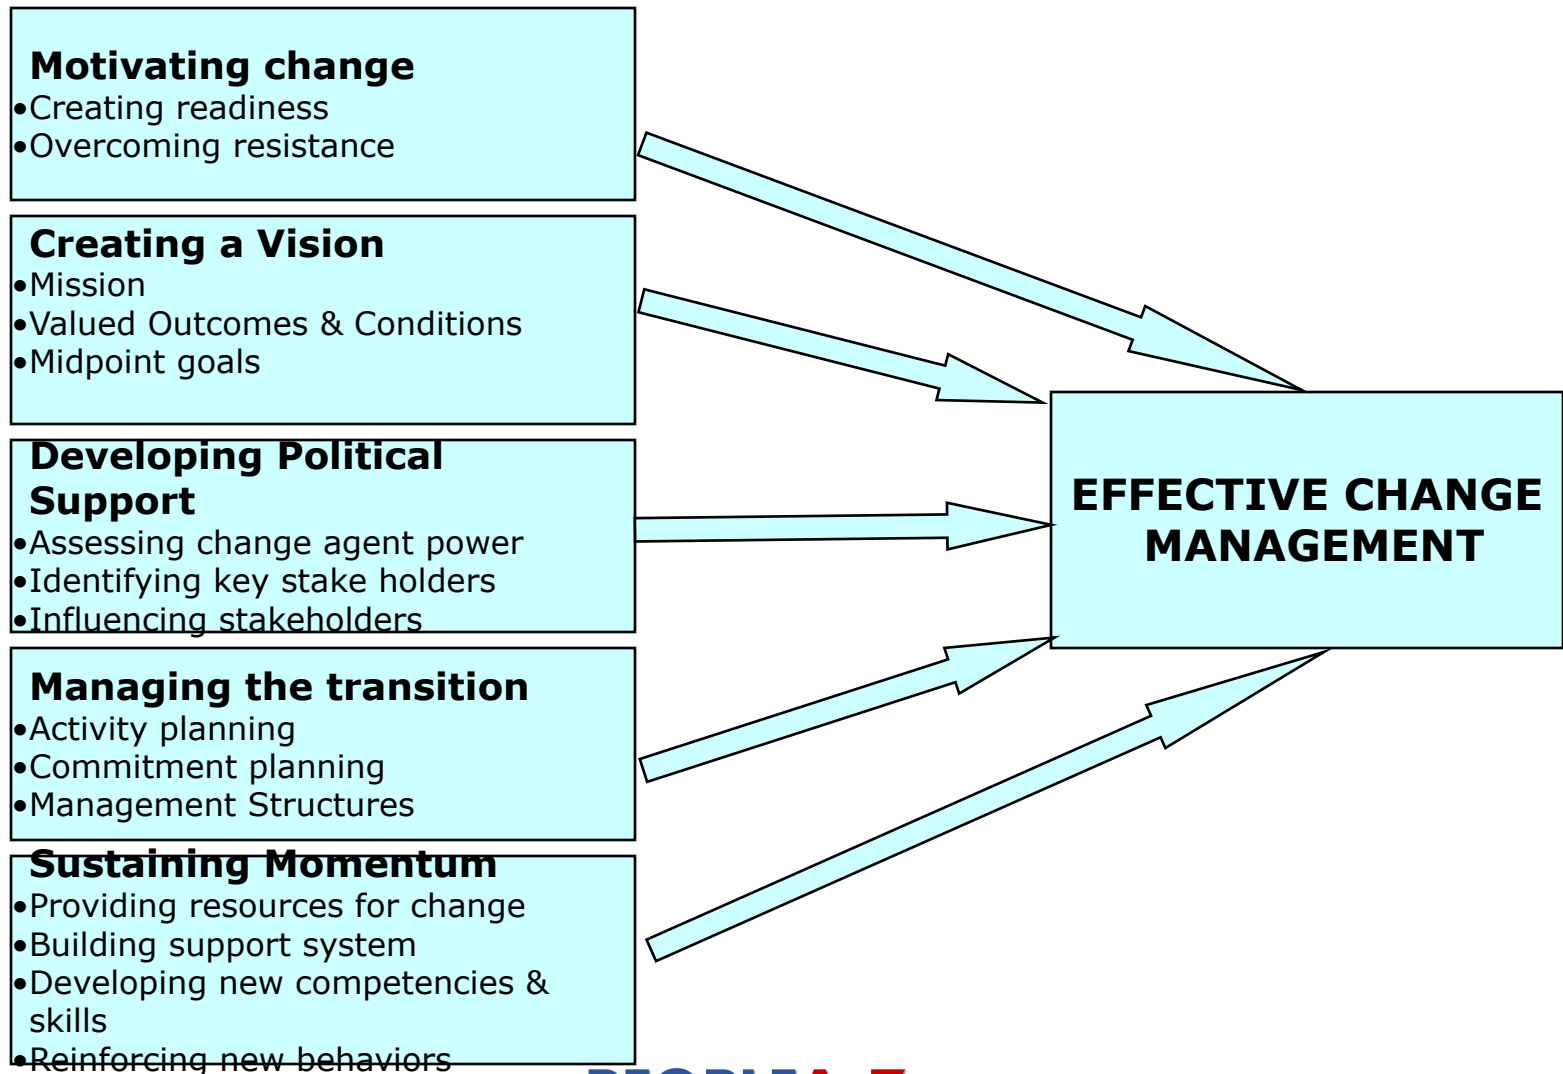 Motivating change
•Creating readiness
•Overcoming resistance
Creating a Vision
•Mission
•Valued Outcomes & Conditions
•Midpoint goals
Developing Political
Support
•Assessing change agent power
•Identifying key stake holders
•Influencing stakeholders
Managing the transition
•Activity planning
•Commitment planning
•Management Structures
Sustaining Momentum
•Providing resources for change
•Building support system
•Developing new competencies &
skills
•Reinforcing new behaviors
EFFECTIVE CHANGE
MANAGEMENT